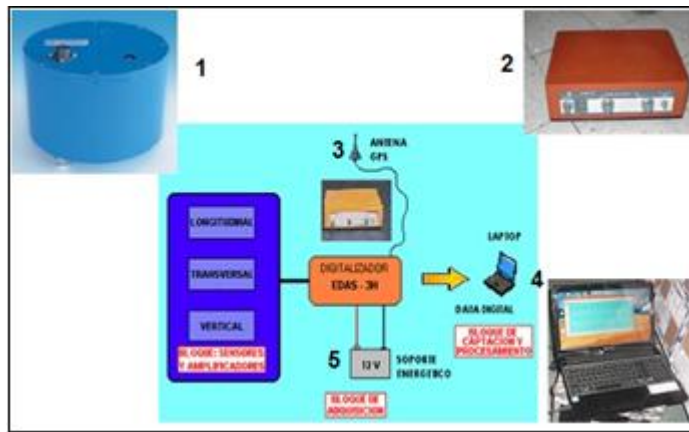 1
2
3
ANTENA
GPS
LONGITUDINAL
TRANSVERSAL
VERTICAL
BLOQUE: SENSORES
Y AMPLIFICADORES
DIGITALIZADOR
EDAS - 3H
LAPTOP
4
DATA DIGITAL
BLOQUE DE
CAPTACION Y
PROCESAMIENTO
5
12 V
SOPORTE
ENERGETICO
BLOQUE DE
ADQUISICION